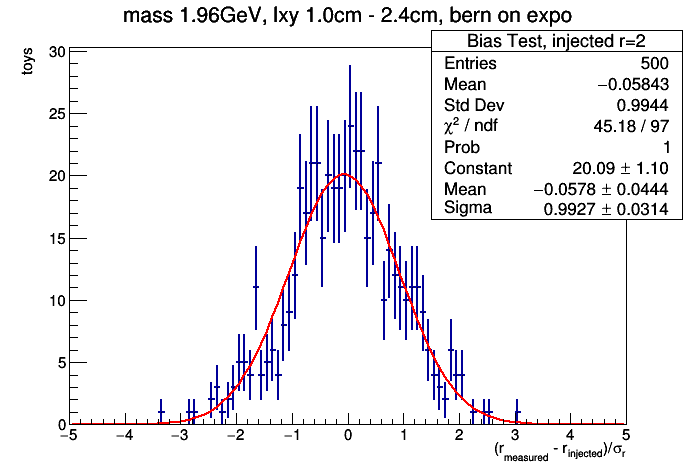 mass 1.96GeV, lxy 1.0cm - 2.4cm, bern on expo
Bias Test, injected r=2
Entries 500
Mean −0.05843
Std Dev 0.9944
χ² / ndf 45.18 / 97
Prob 1
Constant 20.09 ± 1.10
Mean −0.0578 ± 0.0444
Sigma 0.9927 ± 0.0314
toys
30
25
20
15
10
5
0
−5 −4 −3 −2 −1 0 1 2 3 4 5
(r_measured - r_injected)/σ_r